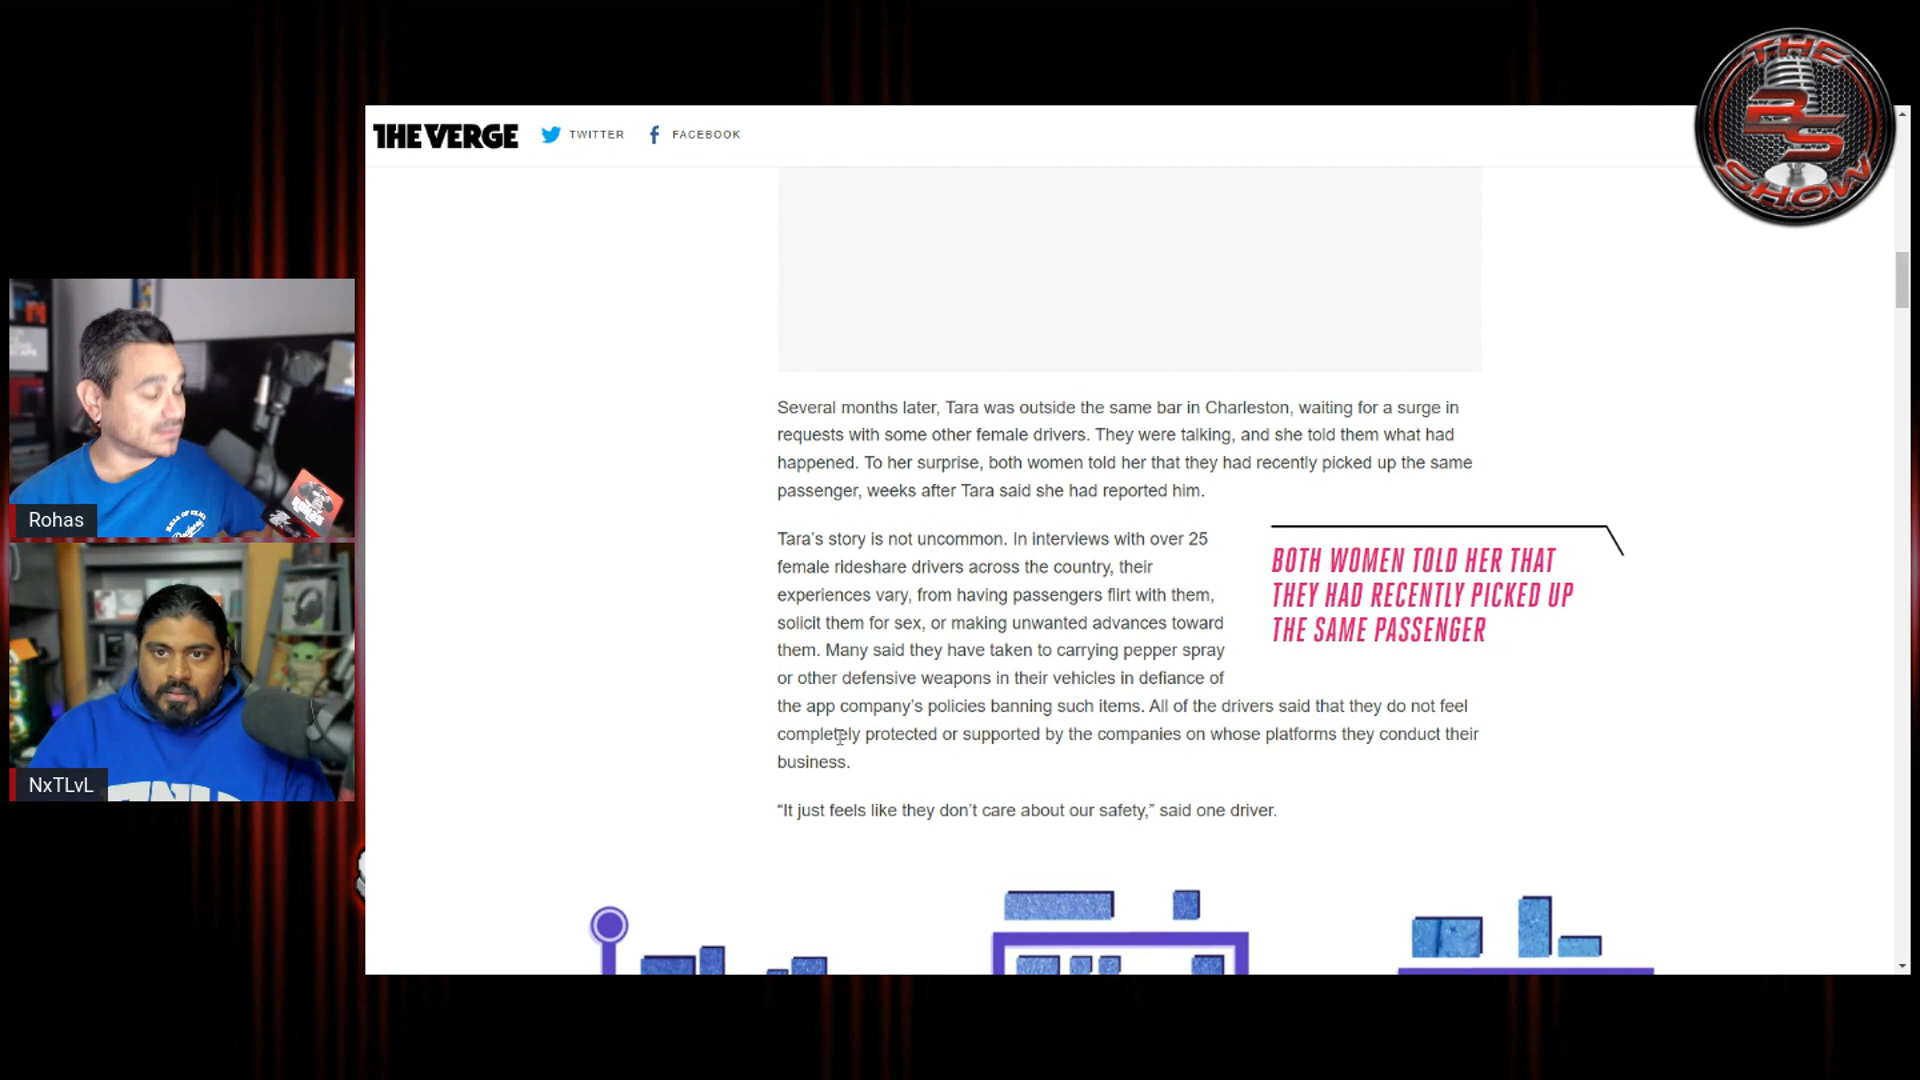 THE BS SHOW
THE VERGE
TWITTER
FACEBOOK
Several months later, Tara was outside the same bar in Charleston, waiting for a surge in
requests with some other female drivers. They were talking, and she told them what had
happened. To her surprise, both women told her that they had recently picked up the same
passenger, weeks after Tara said she had reported him.
Tara’s story is not uncommon. In interviews with over 25
female rideshare drivers across the country, their
experiences vary, from having passengers flirt with them,
solicit them for sex, or making unwanted advances toward
them. Many said they have taken to carrying pepper spray
or other defensive weapons in their vehicles in defiance of
the app company’s policies banning such items. All of the drivers said that they do not feel
completely protected or supported by the companies on whose platforms they conduct their
business.
BOTH WOMEN TOLD HER THAT
THEY HAD RECENTLY PICKED UP
THE SAME PASSENGER
“It just feels like they don’t care about our safety,” said one driver.
Rohas
NxTLvL